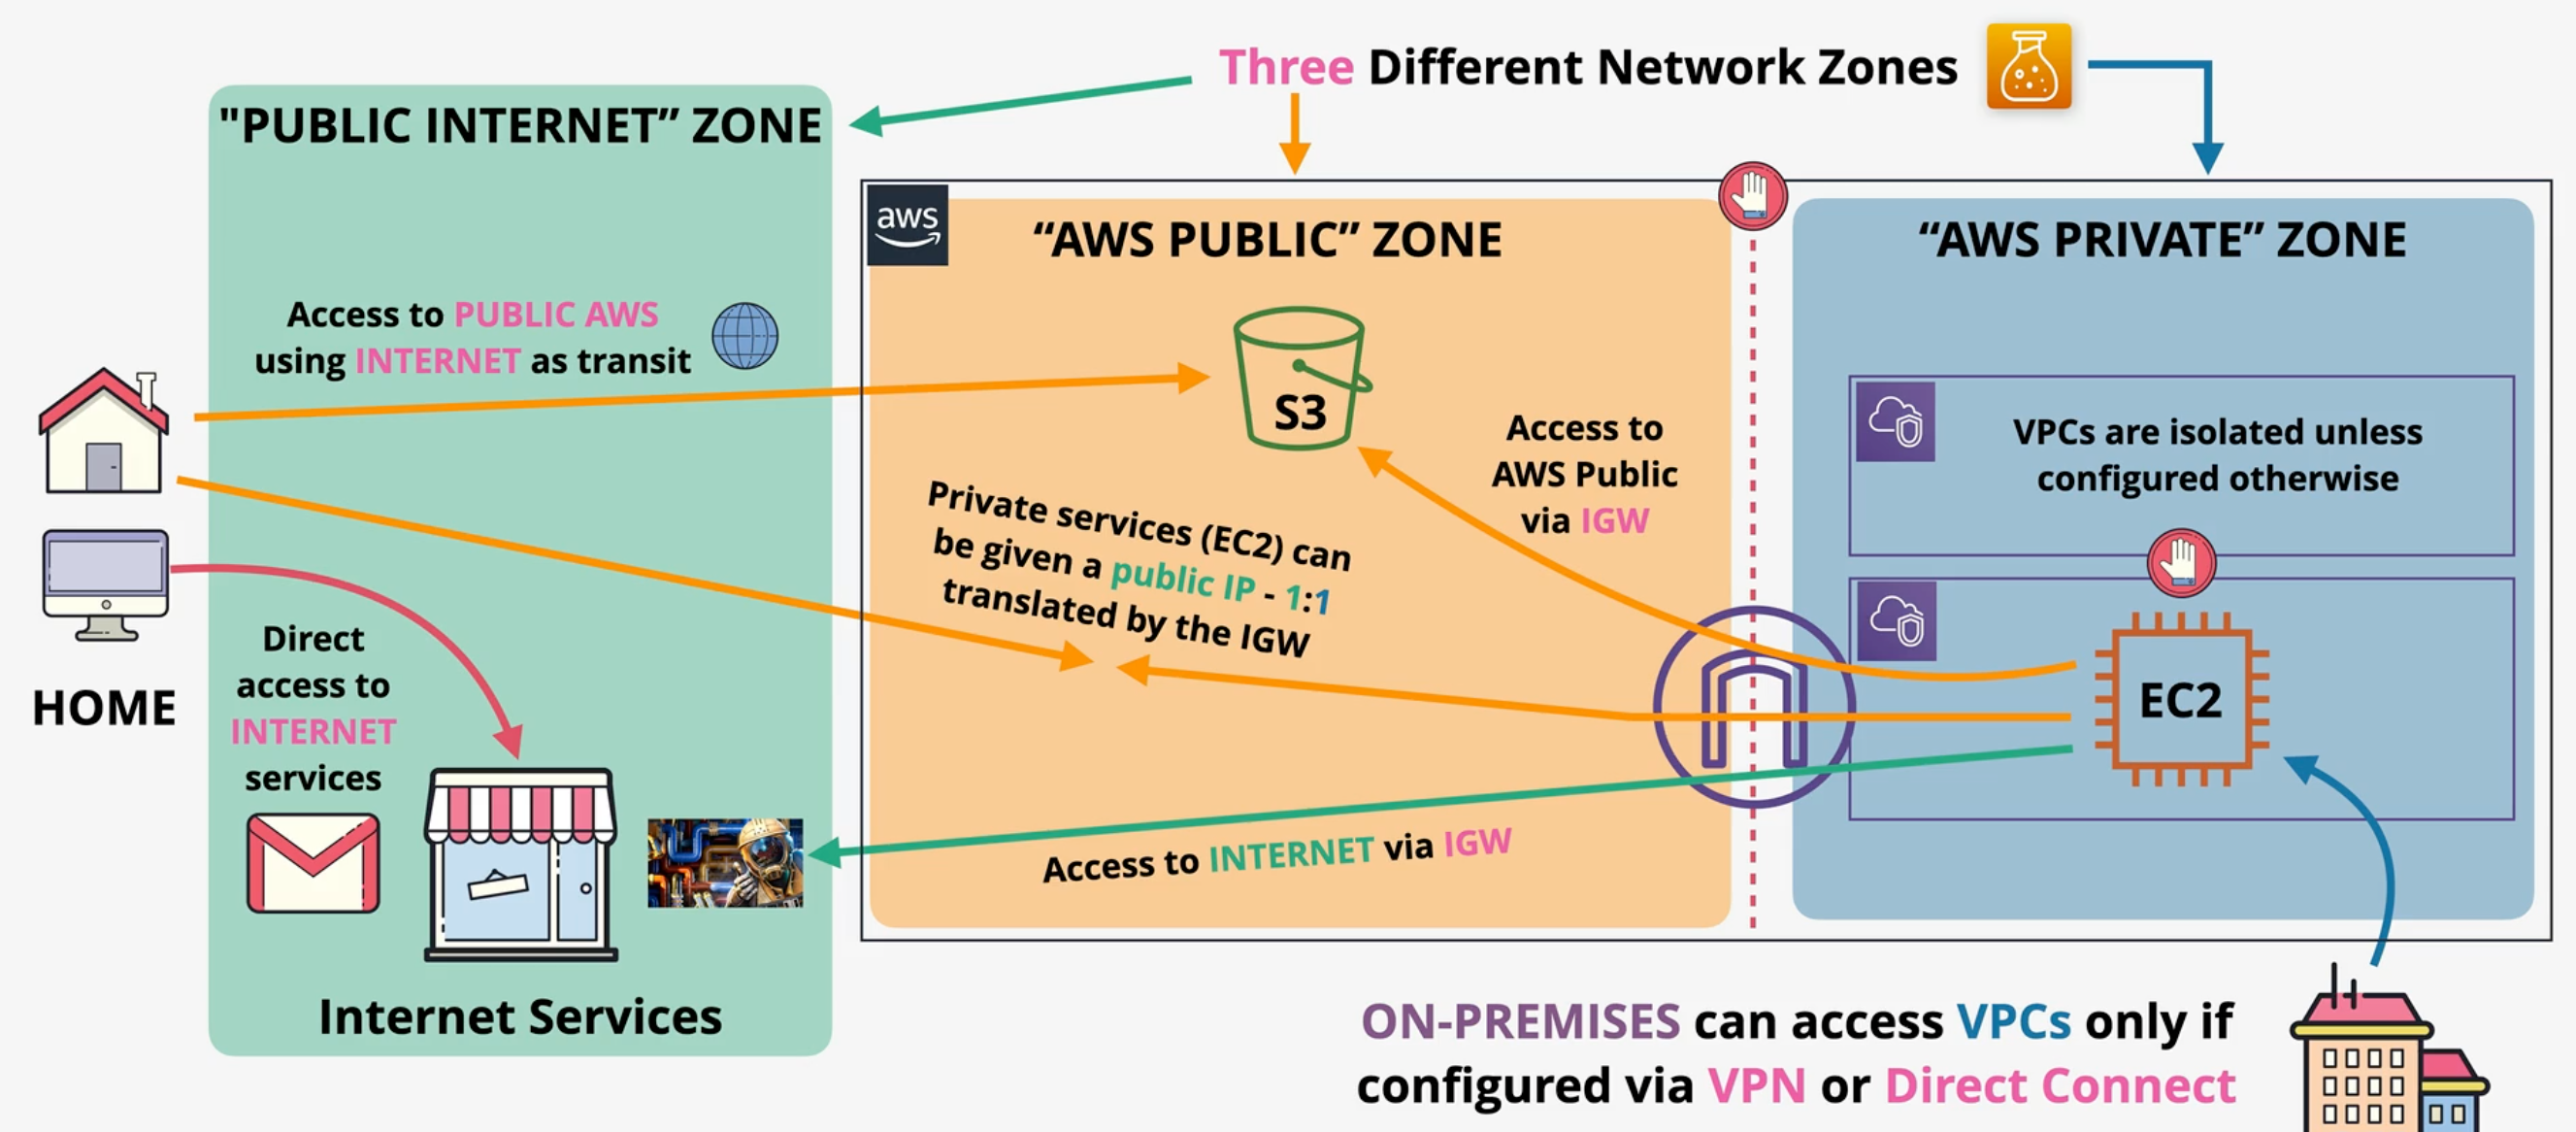 Three Different Network Zones
"PUBLIC INTERNET” ZONE
aws
“AWS PUBLIC” ZONE
“AWS PRIVATE” ZONE
Access to PUBLIC AWS
using INTERNET as transit
S3
Access to
AWS Public
via IGW
VPCs are isolated unless
configured otherwise
Private services (EC2) can
be given a public IP - 1:1
translated by the IGW
HOME
Direct
access to
INTERNET
services
EC2
Access to INTERNET via IGW
Internet Services
ON-PREMISES can access VPCs only if
configured via VPN or Direct Connect